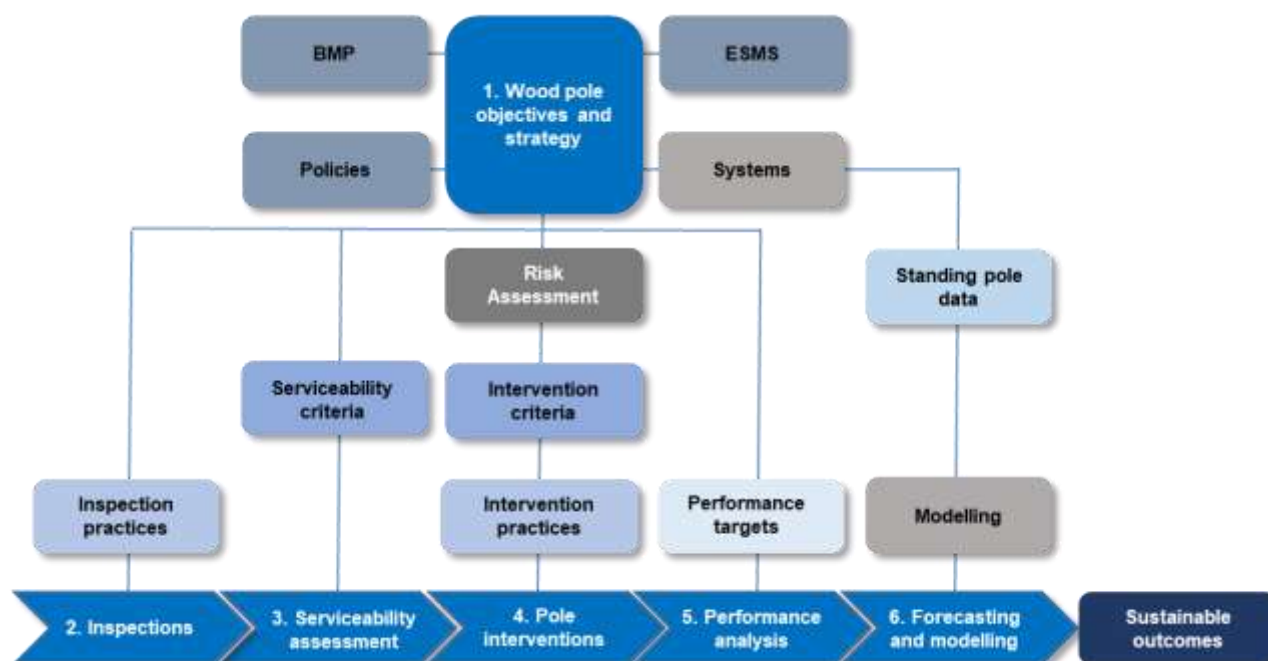 BMP
1. Wood pole
objectives and
strategy
ESMS
Policies
Systems
Risk
Assessment
Standing pole
data
Serviceability
criteria
Intervention
criteria
Inspection
practices
Intervention
practices
Performance
targets
Modelling
2. Inspections
3. Serviceability
assessment
4. Pole
interventions
5. Performance
analysis
6. Forecasting
and modelling
Sustainable
outcomes